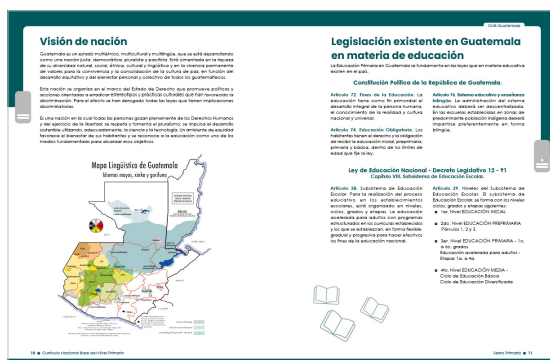 CNB Guatemala
Visión de nación
Guatemala es un estado multiétnico, multicultural y multilingüe, que se está desarrollando
como una nación justa, democrática, pluralista y pacífica. Está cimentada en la riqueza
de su diversidad natural, social, étnica, cultural y lingüística y en la vivencia permanente
de valores para la convivencia y la consolidación de la cultura de paz, en función del
desarrollo equitativo y del bienestar personal y colectivo de todos los guatemaltecos.
Esta nación se organiza en el marco del Estado de Derecho que promueve políticas y
acciones orientadas a erradicar estereotipos y prácticas culturales que han favorecido la
discriminación. Para el efecto se han derogado todas las leyes que tienen implicaciones
discriminatorias.
Es una nación en la cual todas las personas gozan plenamente de los Derechos Humanos
y del ejercicio de la libertad; se respeta y fomenta el pluralismo; se impulsa el desarrollo
sostenible utilizando, adecuadamente, la ciencia y la tecnología. Un ambiente de equidad
favorece el bienestar de sus habitantes y se reconoce a la educación como uno de los
medios fundamentales para alcanzar esos objetivos.
Mapa Lingüístico de Guatemala
Idiomas mayas, xinka y garífuna
10 ■ Currículo Nacional Base del Nivel Primario
Legislación existente en Guatemala
en materia de educación
La Educación Primaria en Guatemala se fundamenta en las leyes que en materia educativa
existen en el país.
Constitución Política de la República de Guatemala.
Artículo 72. Fines de la Educación. La
educación tiene como fin primordial el
desarrollo integral de la persona humana,
el conocimiento de la realidad y cultura
nacional y universal.
Artículo 74. Educación Obligatoria. Los
habitantes tienen el derecho y la obligación
de recibir la educación inicial, preprimaria,
primaria y básica, dentro de los límites de
edad que fije la ley.
Artículo 76. Sistema educativo y enseñanza
bilingüe. La administración del sistema
educativo deberá ser descentralizado.
En las escuelas establecidas en zonas de
predominante población indígena deberá
impartirse preferentemente en forma
bilingüe.
Ley de Educación Nacional - Decreto Legislativo 12 - 91
Capítulo VIII. Subsistema de Educación Escolar.
Artículo 28. Subsistema de Educación
Escolar. Para la realización del proceso
educativo en los establecimientos
escolares, está organizado en niveles,
ciclos, grados y etapas. La educación
acelerada para adultos con programas
estructurados en los currículos establecidos
y los que se establezcan, en forma flexible,
gradual y progresiva para hacer efectivos
los fines de la educación nacional.
Artículo 29. Niveles del Subsistema de
Educación Escolar. El subsistema de
Educación Escolar, se forma con los niveles
ciclos, grados y etapas siguientes:
■ 1er. Nivel EDUCACIÓN INICIAL
■ 2do. Nivel EDUCACIÓN PREPRIMARIA
Párvulos 1, 2 y 3.
■ 3er. Nivel EDUCACIÓN PRIMARIA - 1o.
a 6o. grados
Educación acelerada para adultos -
Etapas 1a. a 4a.
■ 4to. Nivel EDUCACIÓN MEDIA -
Ciclo de Educación Básica
Ciclo de Educación Diversificada
Sexto Primaria ■ 11